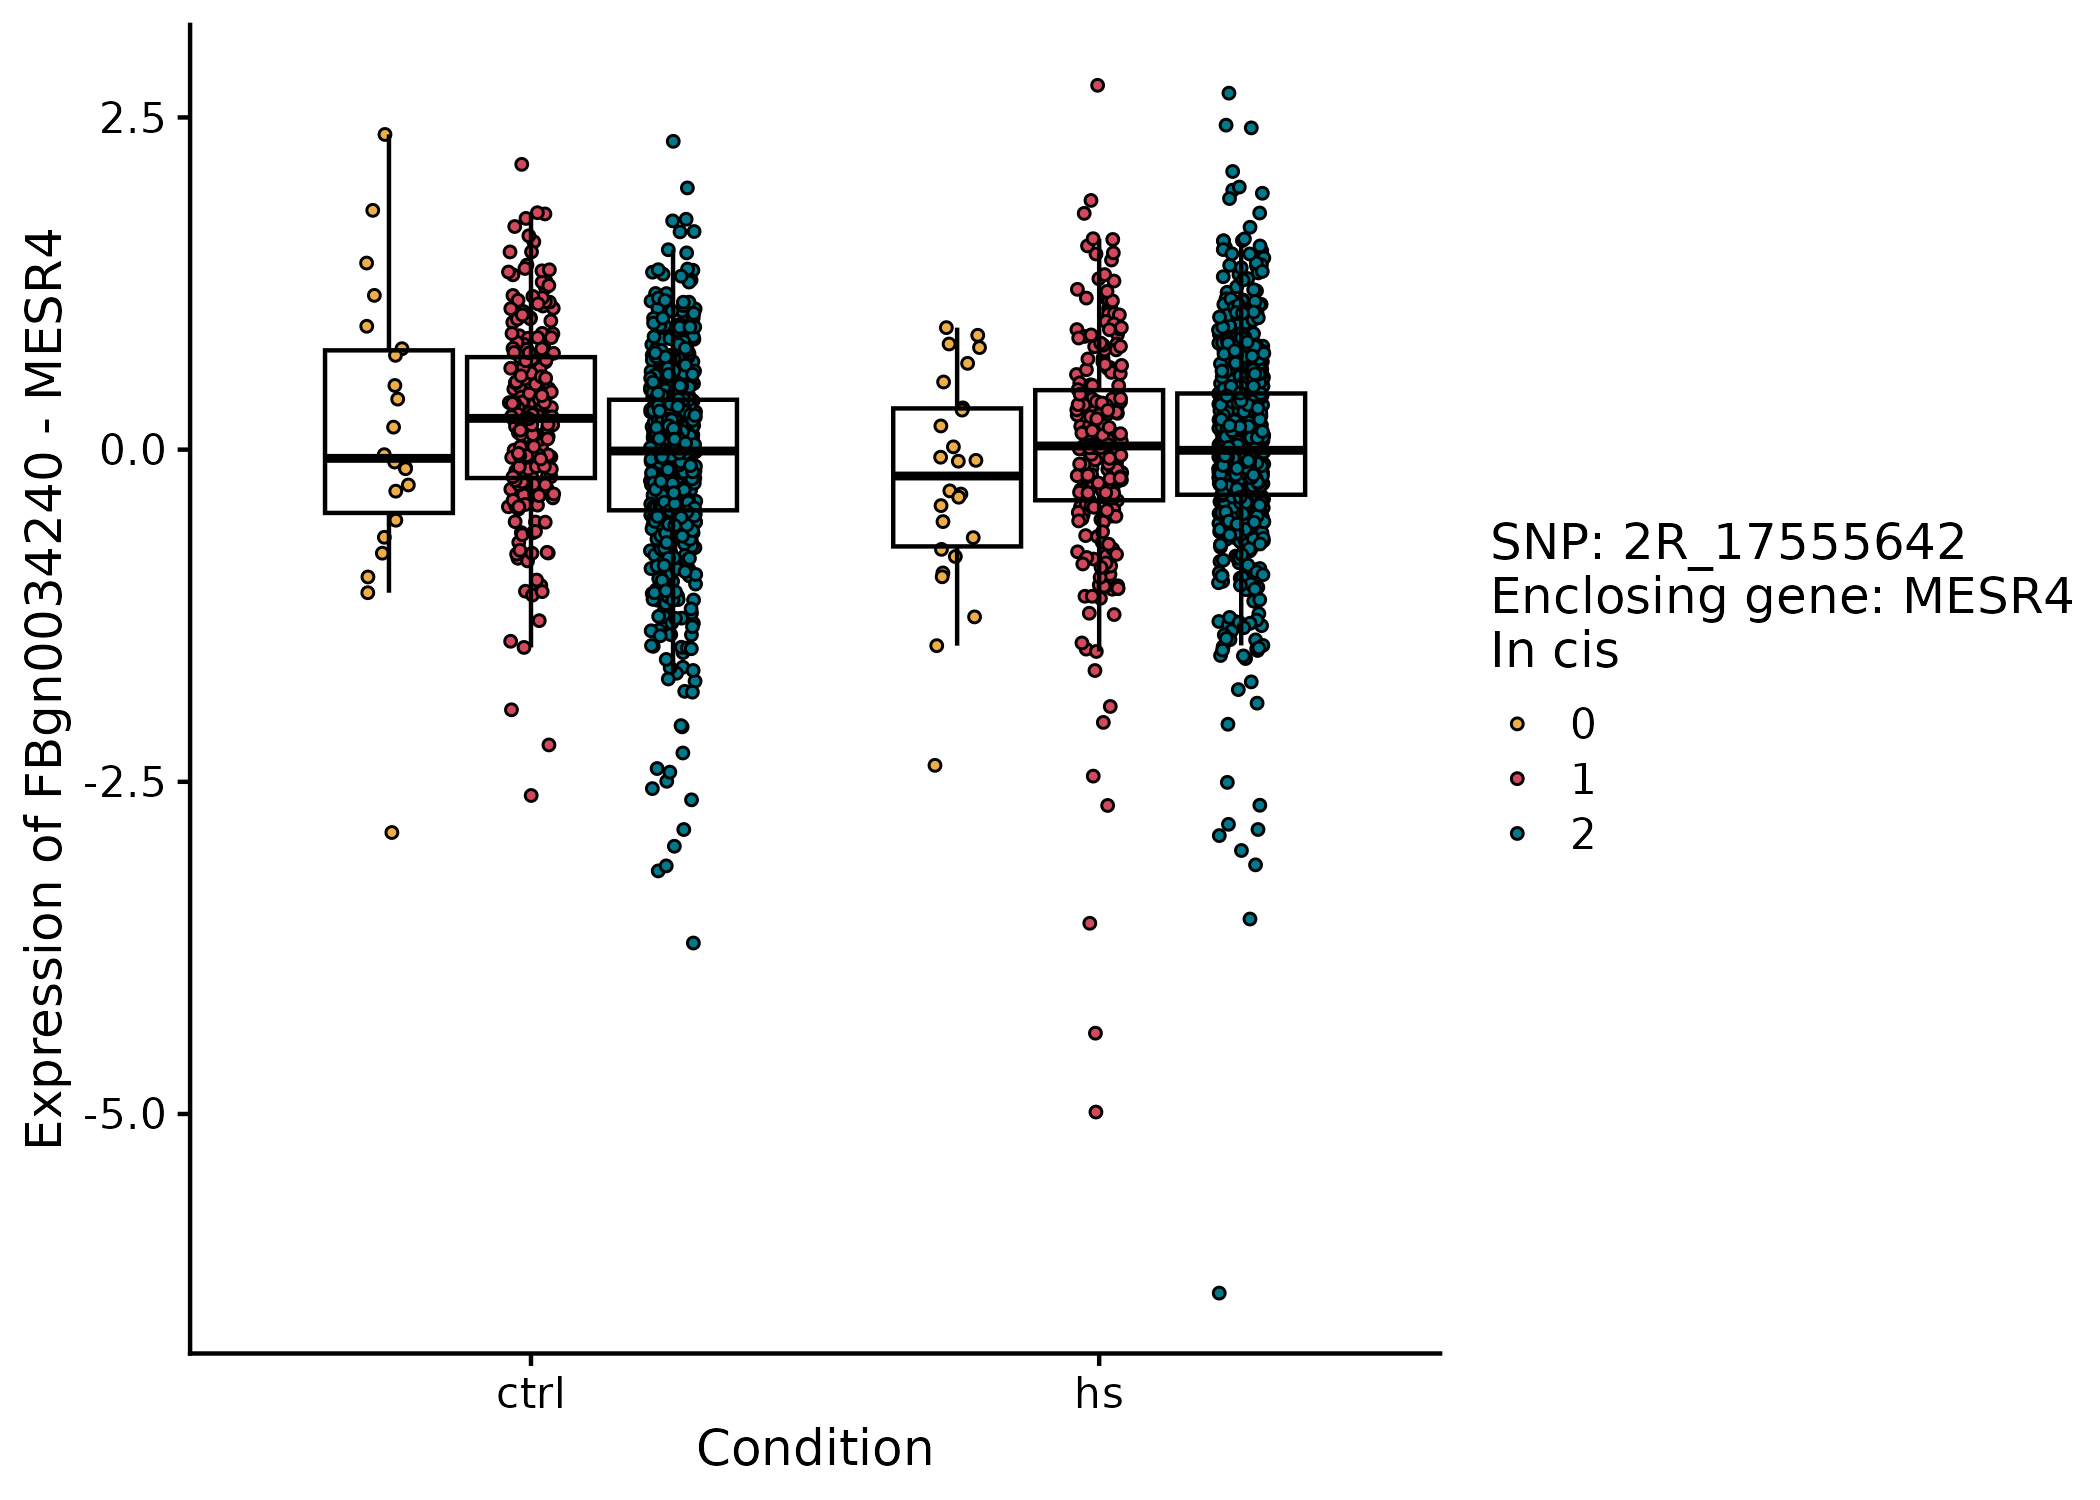 Expression of FBgn0034240 - MESR4
2.5
0.0
-2.5
-5.0
ctrl
hs
Condition
SNP: 2R_17555642
Enclosing gene: MESR4
In cis
0
1
2